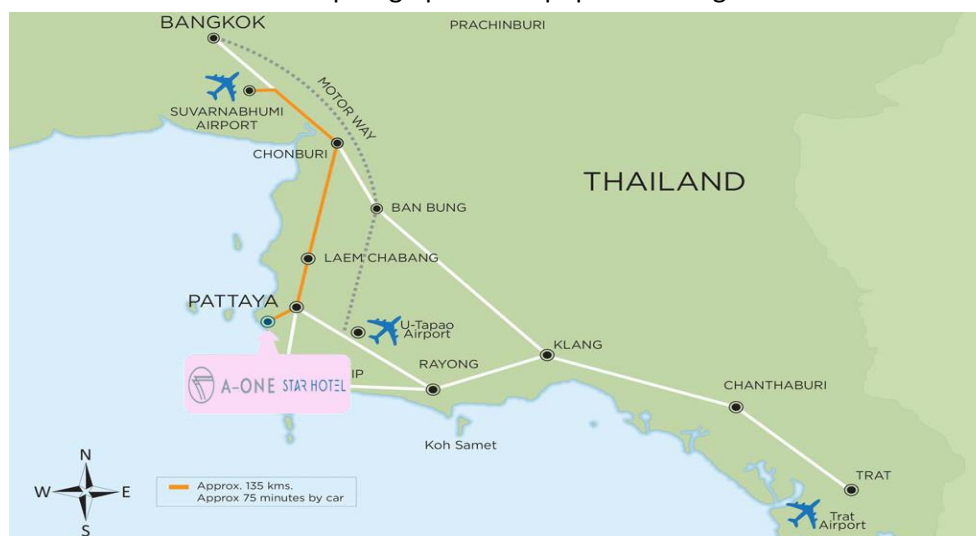 BANGKOK
PRACHINBURI
MOTOR WAY
SUVARNABHUMI
AIRPORT
CHONBURI
THAILAND
BAN BUNG
LAEM CHABANG
PATTAYA
U-Tapao
Airport
KLANG
IP
RAYONG
A-ONE STAR HOTEL
CHANTHABURI
Koh Samet
N
W E
S
Approx. 135 kms.
Approx 75 minutes by car
TRAT
Trat
Airport